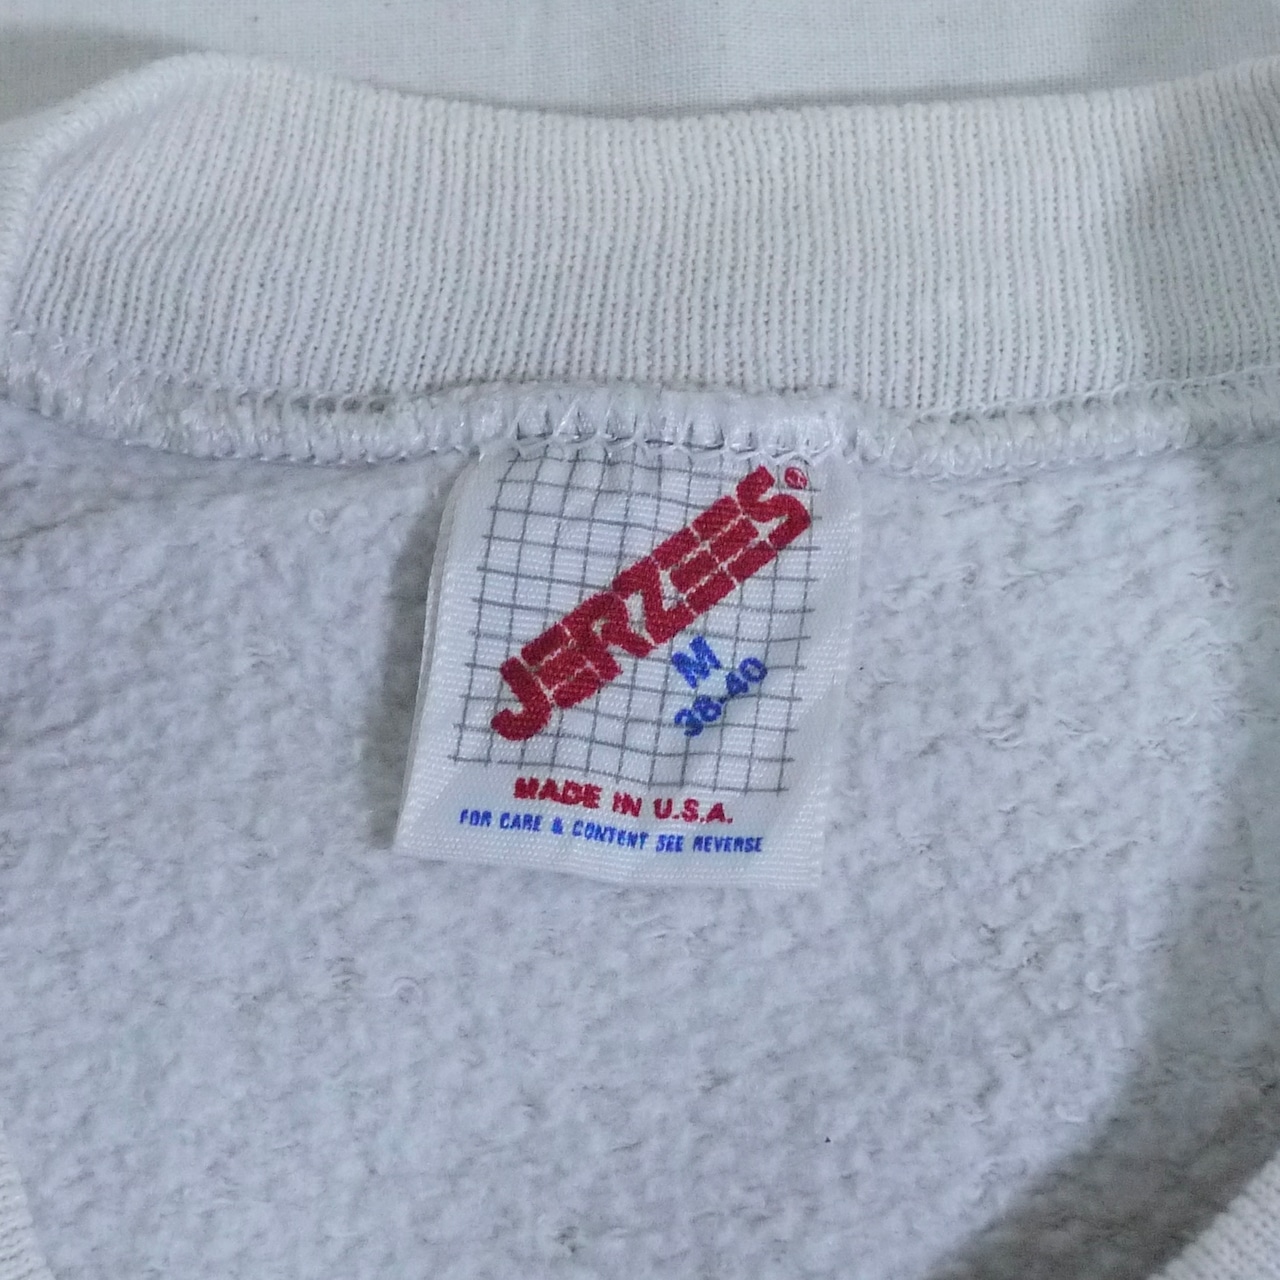 JERZEES®
M
38-40
MADE IN U.S.A.
FOR CARE & CONTENT SEE REVERSE